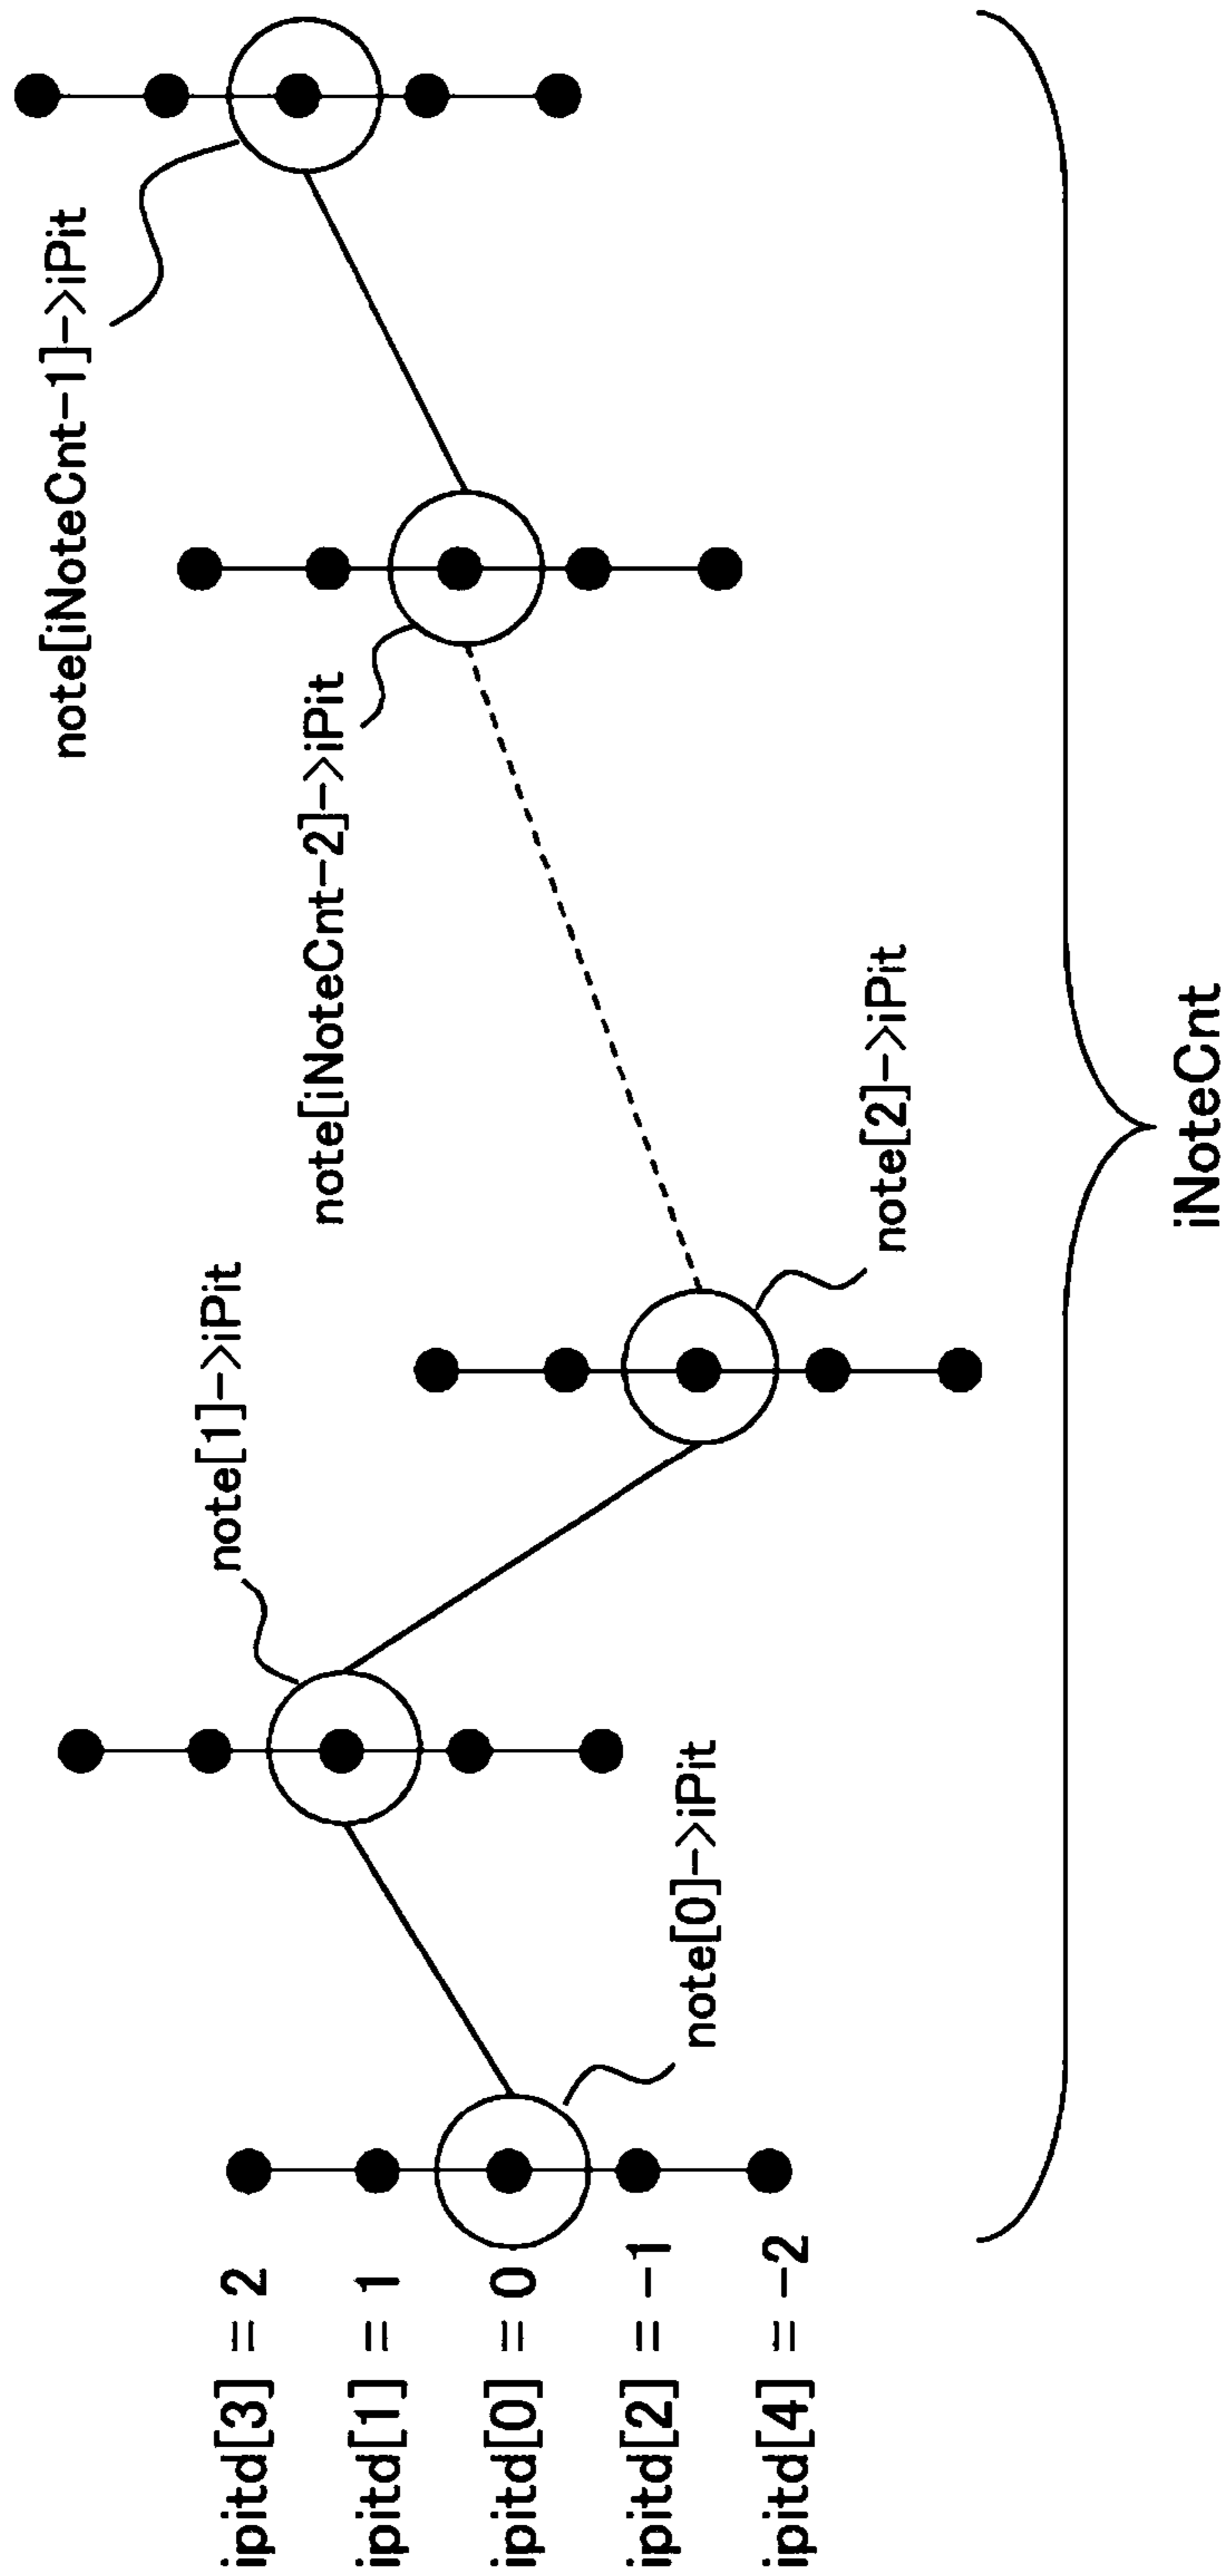 ipitd[3] = 2
ipitd[1] = 1
ipitd[0] = 0
ipitd[2] = -1
ipitd[4] = -2
note[0]->iPit
note[1]->iPit
note[2]->iPit
note[iNoteCnt-2]->iPit
note[iNoteCnt-1]->iPit
iNoteCnt